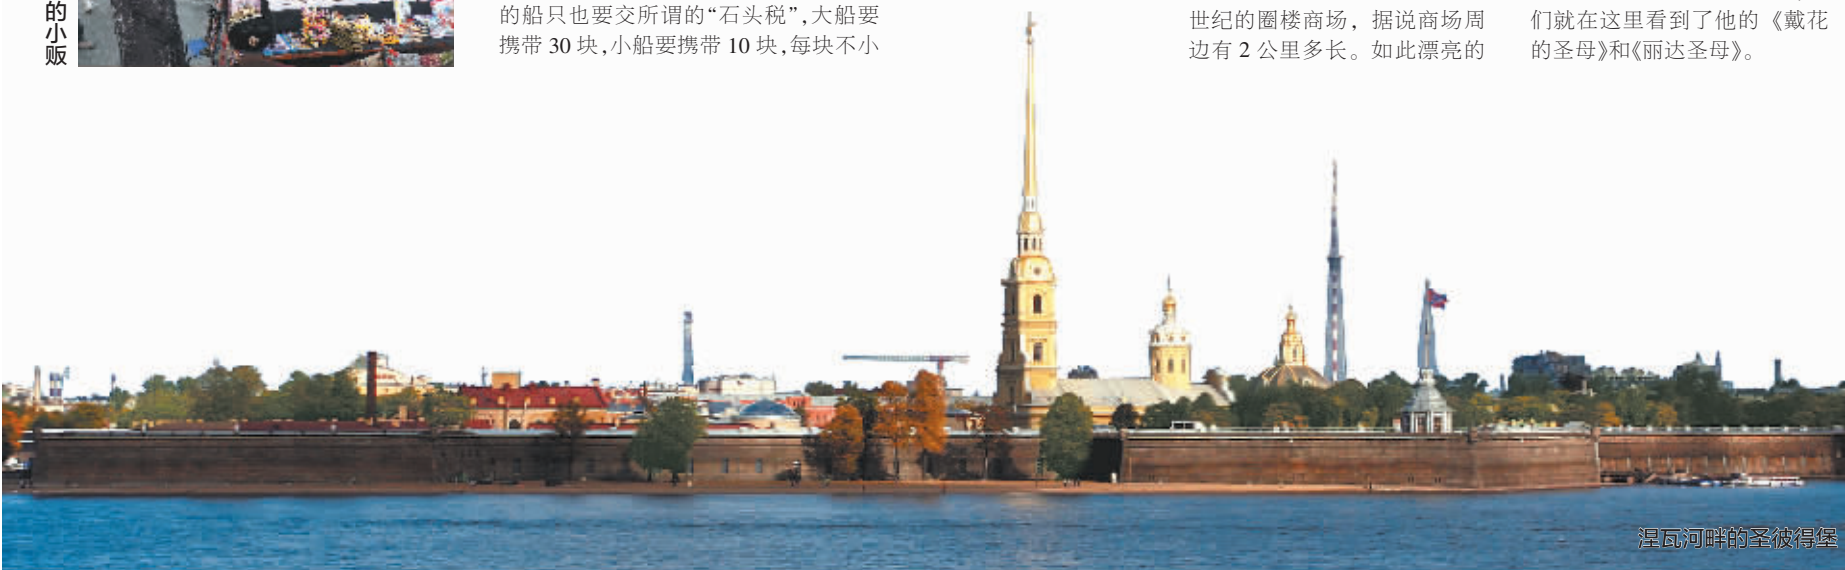 的小贩
的船只也要交所谓的“石头税”，大船要
携带 30 块，小船要携带 10 块，每块不小
世纪的圈楼商场，据说商场周
边有 2 公里多长。如此漂亮的
们就在这里看到了他的《戴花
的圣母》和《丽达圣母》。
涅瓦河畔的圣彼得堡